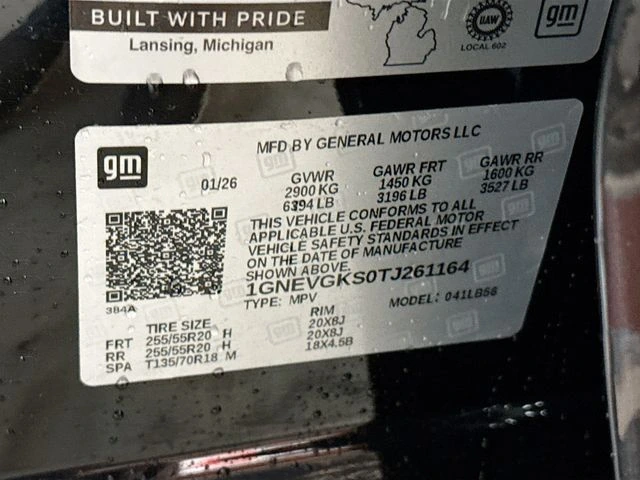 BUILT WITH PRIDE
Lansing, Michigan
UAW
LOCAL 602
gm
MFD BY GENERAL MOTORS LLC
gm
01/26
GVWR GAWR FRT GAWR RR
2900 KG 1450 KG 1600 KG
6394 LB 3196 LB 3527 LB
THIS VEHICLE CONFORMS TO ALL
APPLICABLE U.S. FEDERAL MOTOR
VEHICLE SAFETY STANDARDS IN EFFECT
ON THE DATE OF MANUFACTURE
SHOWN ABOVE.
1GNEVGKS0TJ261164
TYPE: MPV MODEL: 041LB56
3B4A
TIRE SIZE RIM
FRT 255/55R20 H 20X8J
RR 255/55R20 H 20X8J
SPA T135/70R18 M 18X4.5B